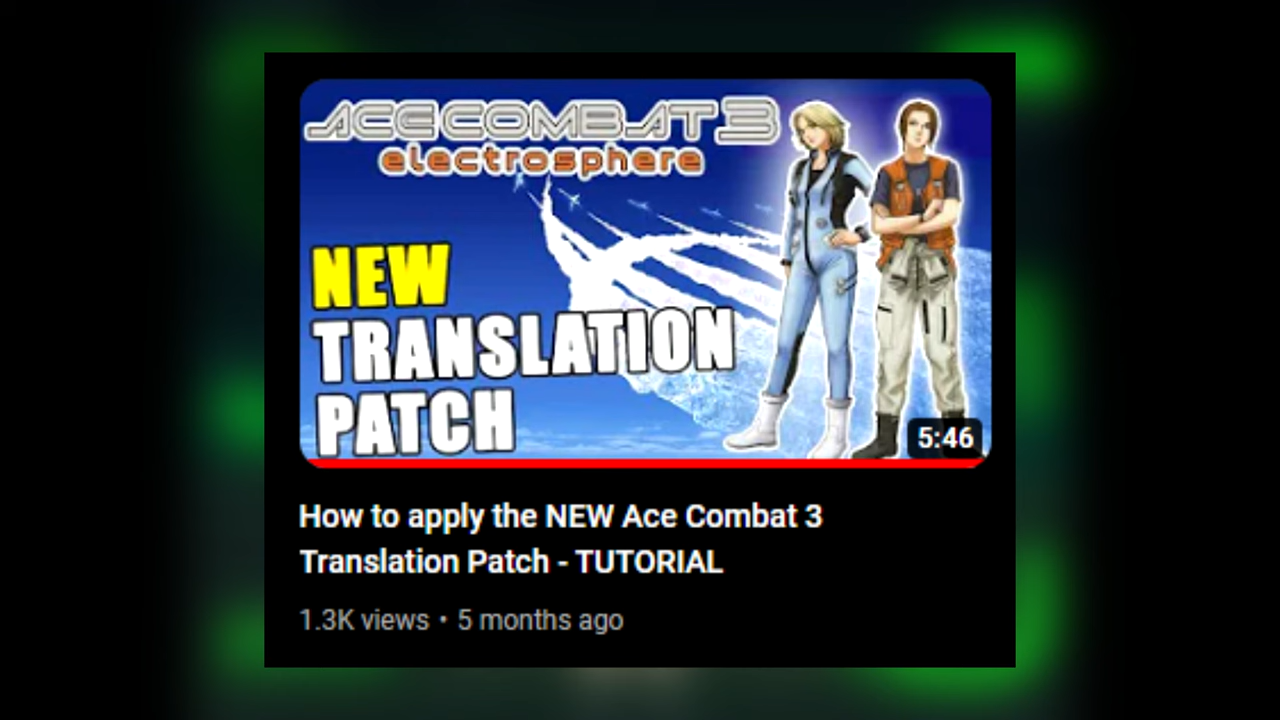 ACE COMBAT 3
electrosphere
NEW
TRANSLATION
PATCH
5:46
How to apply the NEW Ace Combat 3
Translation Patch - TUTORIAL
1.3K views • 5 months ago